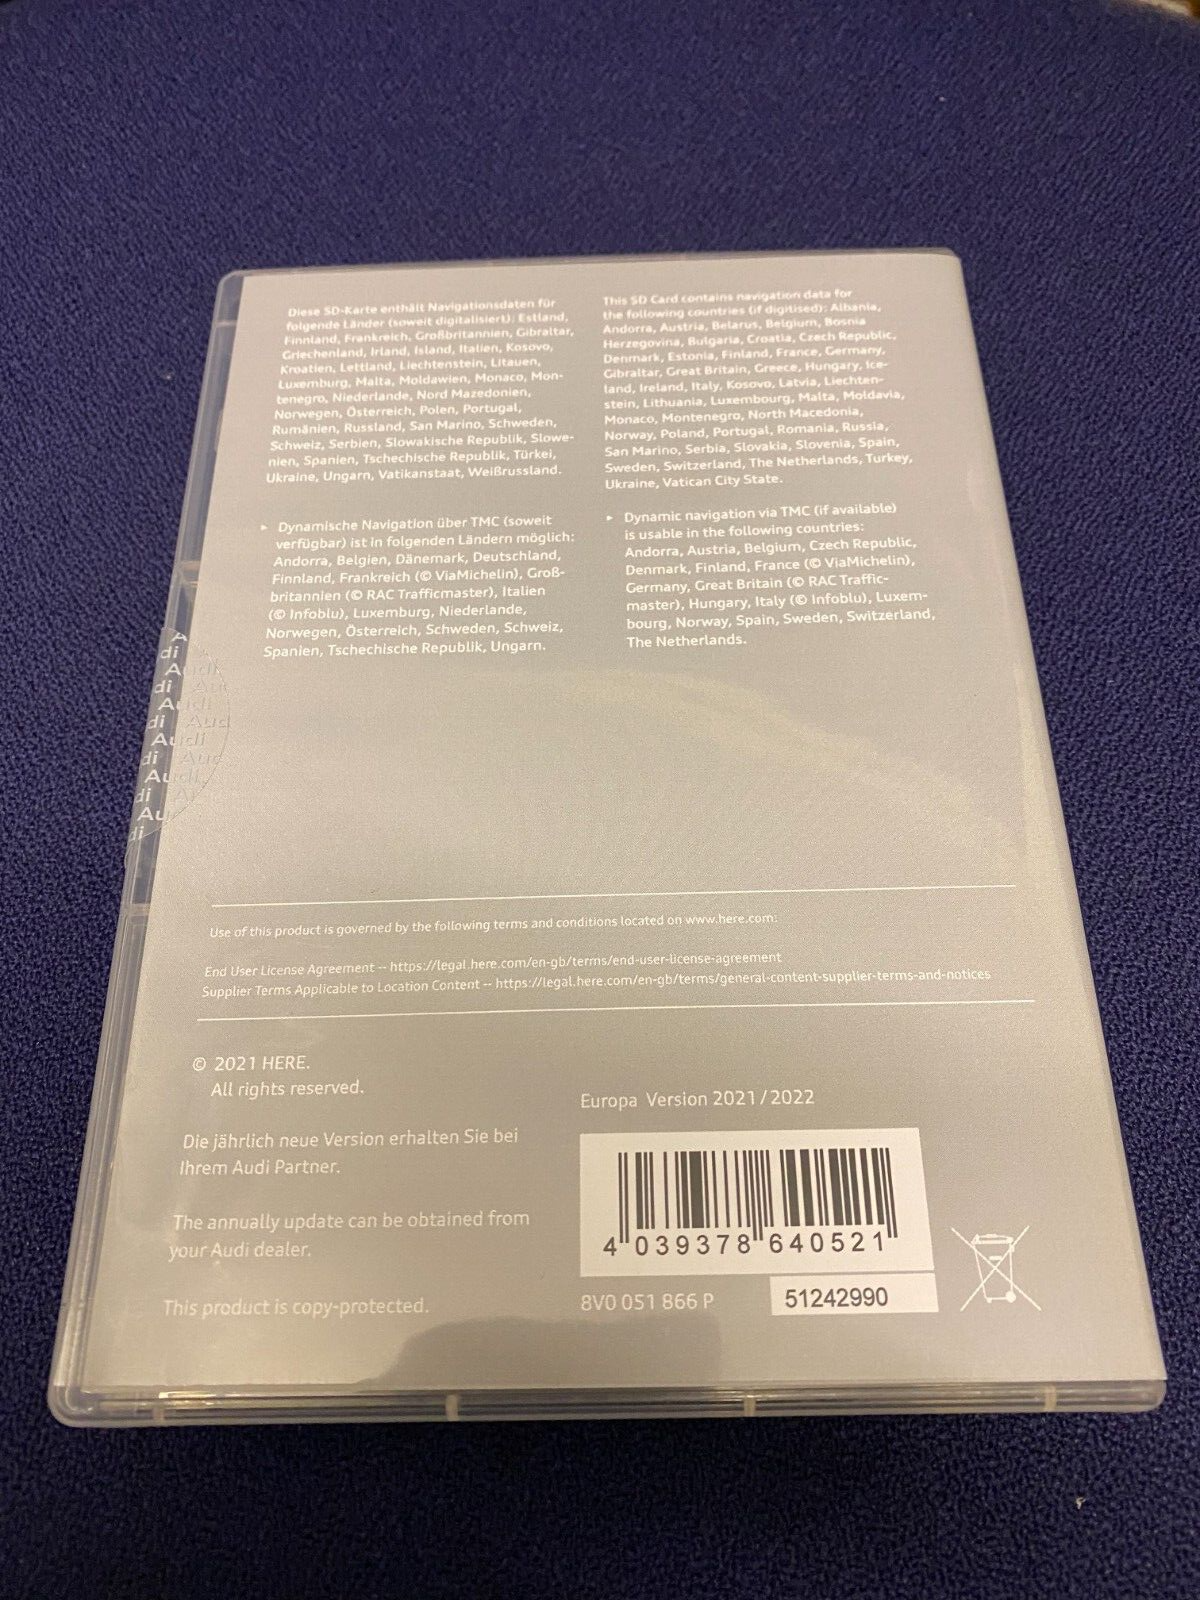 Diese SD-Karte enthält Navigationsdaten für
folgende Länder (soweit digitalisiert): Estland,
Finnland, Frankreich, Großbritannien, Gibraltar,
Griechenland, Irland, Island, Italien, Kosovo,
Kroatien, Lettland, Liechtenstein, Litauen,
Luxemburg, Malta, Moldawien, Monaco, Mon-
tenegro, Niederlande, Nord Mazedonien,
Norwegen, Österreich, Polen, Portugal,
Rumänien, Russland, San Marino, Schweden,
Schweiz, Serbien, Slowakische Republik, Slowe-
nien, Spanien, Tschechische Republik, Türkei,
Ukraine, Ungarn, Vatikanstaat, Weißrussland.
▸ Dynamische Navigation über TMC (soweit
verfügbar) ist in folgenden Ländern möglich:
Andorra, Belgien, Dänemark, Deutschland,
Finnland, Frankreich (© ViaMichelin), Groß-
britannien (© RAC Trafficmaster), Italien
(© Infoblu), Luxemburg, Niederlande,
Norwegen, Österreich, Schweden, Schweiz,
Spanien, Tschechische Republik, Ungarn.
This SD Card contains navigation data for
the following countries (if digitised): Albania,
Andorra, Austria, Belarus, Belgium, Bosnia
Herzegovina, Bulgaria, Croatia, Czech Republic,
Denmark, Estonia, Finland, France, Germany,
Gibraltar, Great Britain, Greece, Hungary, Ice-
land, Ireland, Italy, Kosovo, Latvia, Liechten-
stein, Lithuania, Luxembourg, Malta, Moldavia,
Monaco, Montenegro, North Macedonia,
Norway, Poland, Portugal, Romania, Russia,
San Marino, Serbia, Slovakia, Slovenia, Spain,
Sweden, Switzerland, The Netherlands, Turkey,
Ukraine, Vatican City State.
▸ Dynamic navigation via TMC (if available)
is usable in the following countries:
Andorra, Austria, Belgium, Czech Republic,
Denmark, Finland, France (© ViaMichelin),
Germany, Great Britain (© RAC Traffic-
master), Hungary, Italy (© Infoblu), Luxem-
bourg, Norway, Spain, Sweden, Switzerland,
The Netherlands.
A
di
Audi
di Aud
Audi
di Aud
Audi
di Aud
Audi
di A
Au
di
Use of this product is governed by the following terms and conditions located on www.here.com:
End User License Agreement -- https://legal.here.com/en-gb/terms/end-user-license-agreement
Supplier Terms Applicable to Location Content -- https://legal.here.com/en-gb/terms/general-content-supplier-terms-and-notices
© 2021 HERE.
All rights reserved.
Die jährlich neue Version erhalten Sie bei
Ihrem Audi Partner.
The annually update can be obtained from
your Audi dealer.
This product is copy-protected.
Europa Version 2021/2022
4 039378 640521
8V0 051 866 P
51242990